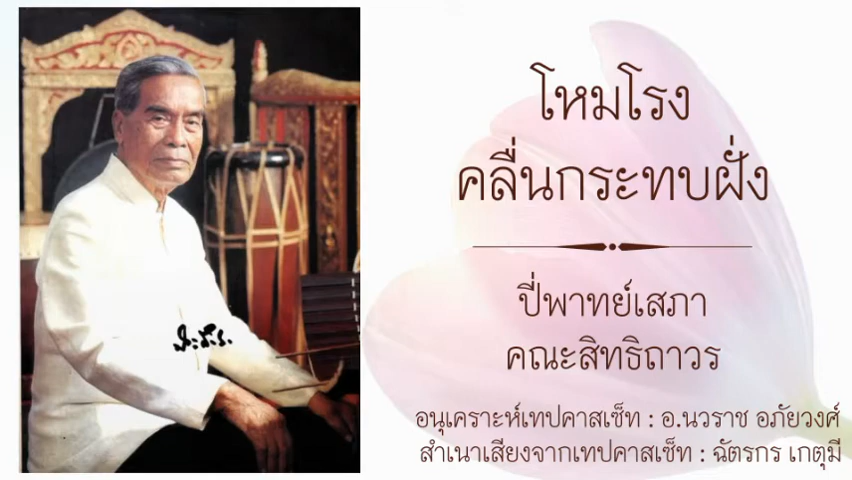 โหมโรง
คลื่นกระทบฝั่ง
ปี่พาทย์เสภา
คณะสิทธิถาวร
อนุเคราะห์เทปคาสเซ็ท : อ.นวราช อภัยวงศ์
สำเนาเสียงจากเทปคาสเซ็ท : ฉัตรกร เกตุมี